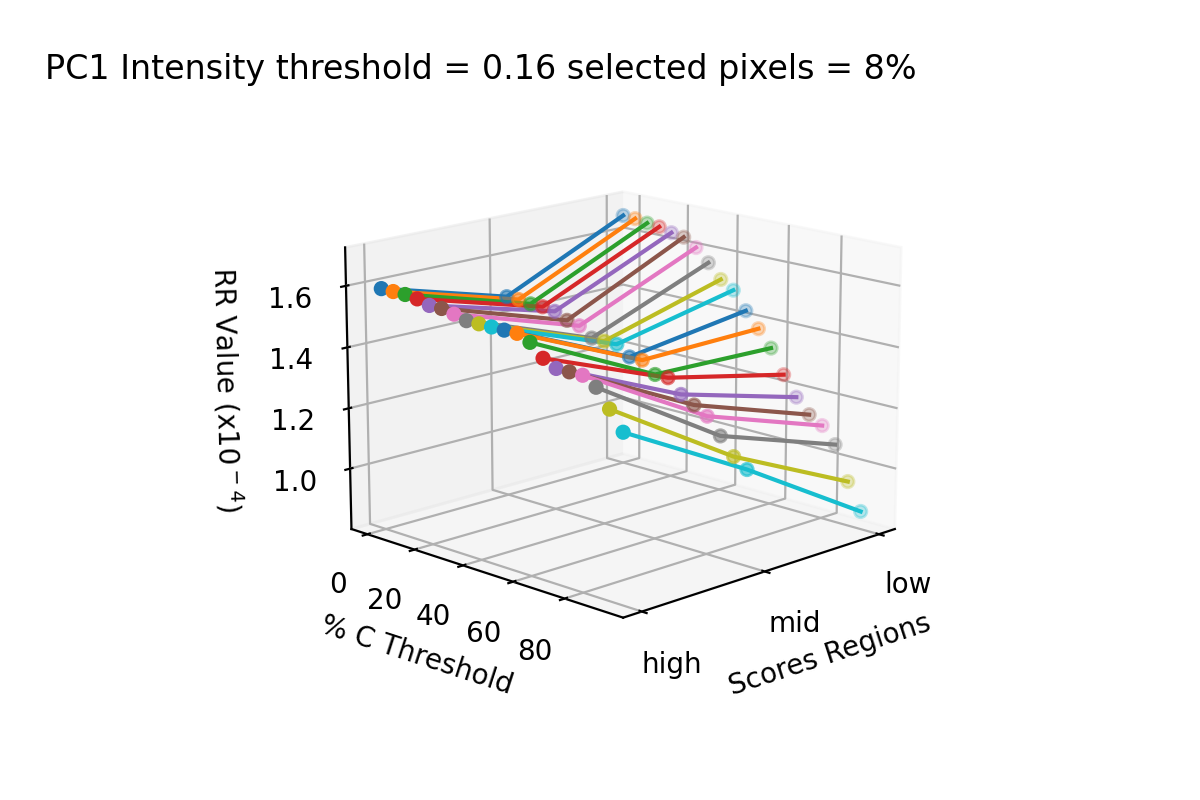 PC1 Intensity threshold = 0.16 selected pixels = 8%
RR Value (x10⁻⁴)
1.6
1.4
1.2
1.0
0
20
40
60
80
% C Threshold
high
mid
low
Scores Regions